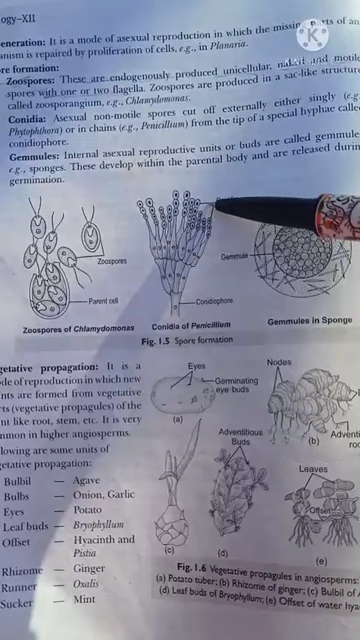 ogy–XII
eneration: It is a mode of asexual reproduction in which the missing parts of an
anism is repaired by proliferation of cells, e.g., in Planaria.
re formation:
Zoospores: These are endogenously produced unicellular, naked and motile
spores with one or two flagella. Zoospores are produced in a sac-like structure
called zoosporangium, e.g., Chlamydomonas.
Conidia: Asexual non-motile spores cut off externally either singly (e.g.
Phytophthora) or in chains (e.g., Penicillium) from the tip of a special hyphae calle
conidiophore.
Gemmules: Internal asexual reproductive units or buds are called gemmule
e.g., sponges. These develop within the parental body and are released durin
germination.
Zoospores
Gemmule
Parent cell
Conidiophore
Zoospores of Chlamydomonas
Conidia of Penicillium
Gemmules in Sponge
Fig. 1.5 Spore formation
getative propagation: It is a
de of reproduction in which new
nts are formed from vegetative
rts (vegetative propagules) of the
nt like root, stem, etc. It is very
mmon in higher angiosperms.
llowing are some units of
getative propagation:
Bulbil — Agave
Bulbs — Onion, Garlic
Eyes — Potato
Leaf buds — Bryophyllum
Offset — Hyacinth and
Pistia
Rhizome — Ginger
Runner — Oxalis
Sucker — Mint
Eyes
Germinating
eye buds
(a)
Nodes
(b)
Adventi
roo
Adventitious
Buds
(c)
(d)
Leaves
Offset
(e)
Fig. 1.6 Vegetative propagules in angiosperms:
(a) Potato tuber; (b) Rhizome of ginger; (c) Bulbil of A
(d) Leaf buds of Bryophyllum; (e) Offset of water hya
K